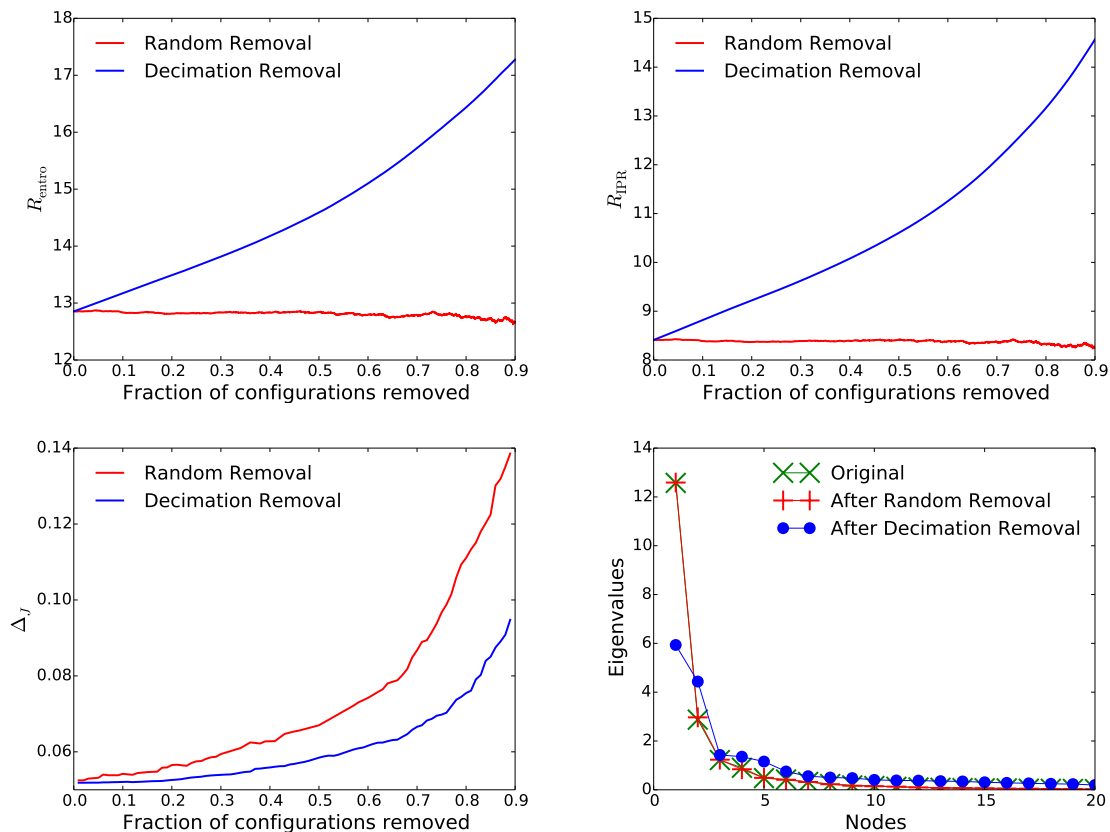 18
17
16
15
14
13
12
R_entro
Random Removal
Decimation Removal
0.0 0.1 0.2 0.3 0.4 0.5 0.6 0.7 0.8 0.9
Fraction of configurations removed
15
14
13
12
11
10
9
8
R_IPR
Random Removal
Decimation Removal
0.0 0.1 0.2 0.3 0.4 0.5 0.6 0.7 0.8 0.9
Fraction of configurations removed
0.14
0.12
0.10
0.08
0.06
Δ_J
Random Removal
Decimation Removal
0.0 0.1 0.2 0.3 0.4 0.5 0.6 0.7 0.8 0.9
Fraction of configurations removed
14
12
10
8
6
4
2
0
Eigenvalues
Original
After Random Removal
After Decimation Removal
0 5 10 15 20
Nodes